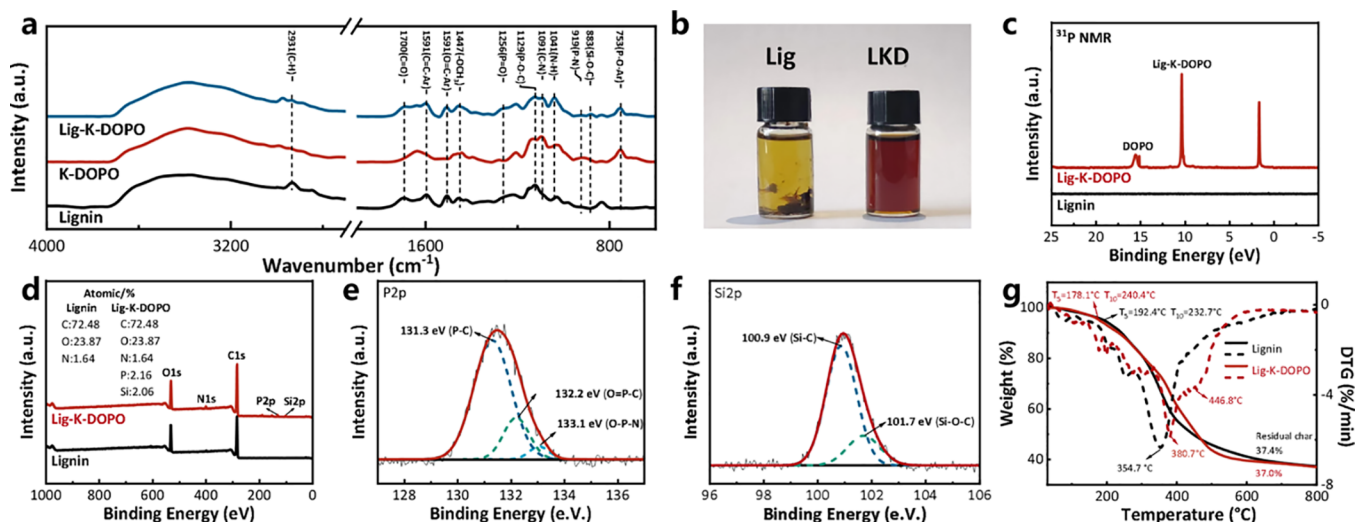 a
2931(C-H)
1700(C=O)
1591(C=C-Ar)
1591(O=C-Ar)
1447(-OCH3)
1256(P=O)
1129(P-O-C)
1091(C-N)
1041(N-H)
919(P-N)
883(Si-O-C)
753(P-O-Ar)
Intensity (a.u.)
Lig-K-DOPO
K-DOPO
Lignin
4000
3200
1600
800
Wavenumber (cm⁻¹)
b
Lig
LKD
c
³¹P NMR
Lig-K-DOPO
DOPO
Lig-K-DOPO
Lignin
Intensity (a.u.)
25 20 15 10 5 0 -5
Binding Energy (eV)
d
Atomic/%
Lignin Lig-K-DOPO
C:72.48 C:72.48
O:23.87 O:23.87
N:1.64 N:1.64
P:2.16
Si:2.06
C1s
O1s
N1s
P2p
Si2p
Lig-K-DOPO
Lignin
Intensity (a.u.)
1000 800 600 400 200 0
Binding Energy (eV)
e
P2p
131.3 eV (P-C)
132.2 eV (O=P-C)
133.1 eV (O-P-N)
Intensity (a.u.)
128 130 132 134 136
Binding Energy (e.V.)
f
Si2p
100.9 eV (Si-C)
101.7 eV (Si-O-C)
Intensity (a.u.)
96 98 100 102 104 106
Binding Energy (e.V.)
g
T5=178.1°C T10=240.4°C
T5=192.4°C T10=232.7°C
Lignin
Lig-K-DOPO
446.8°C
380.7°C
354.7 °C
Residual char
37.4%
37.0%
Weight (%)
100
80
60
40
DTG (%/min)
0
-4
-8
0 200 400 600 800
Temperature (°C)